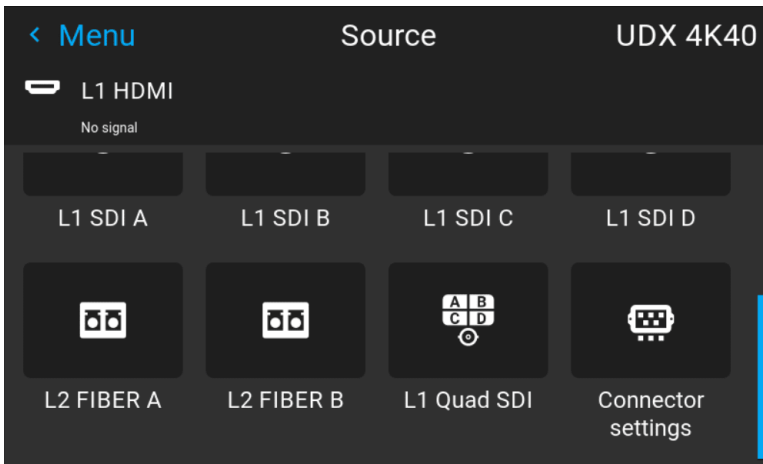 < Menu
Source
UDX 4K40
L1 HDMI
No signal
L1 SDI A
L1 SDI B
L1 SDI C
L1 SDI D
A B
C D
L2 FIBER A
L2 FIBER B
L1 Quad SDI
Connector
settings